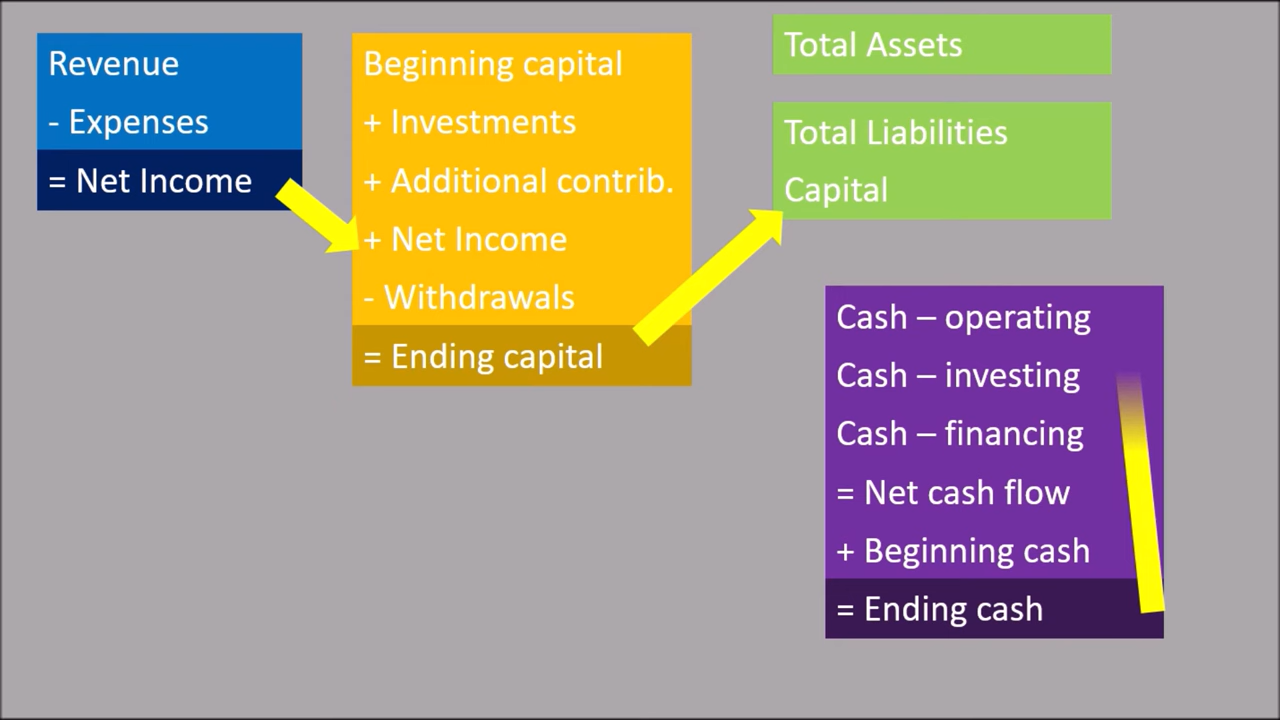 Revenue
- Expenses
= Net Income
Beginning capital
+ Investments
+ Additional contrib.
+ Net Income
- Withdrawals
= Ending capital
Total Assets
Total Liabilities
Capital
Cash – operating
Cash – investing
Cash – financing
= Net cash flow
+ Beginning cash
= Ending cash